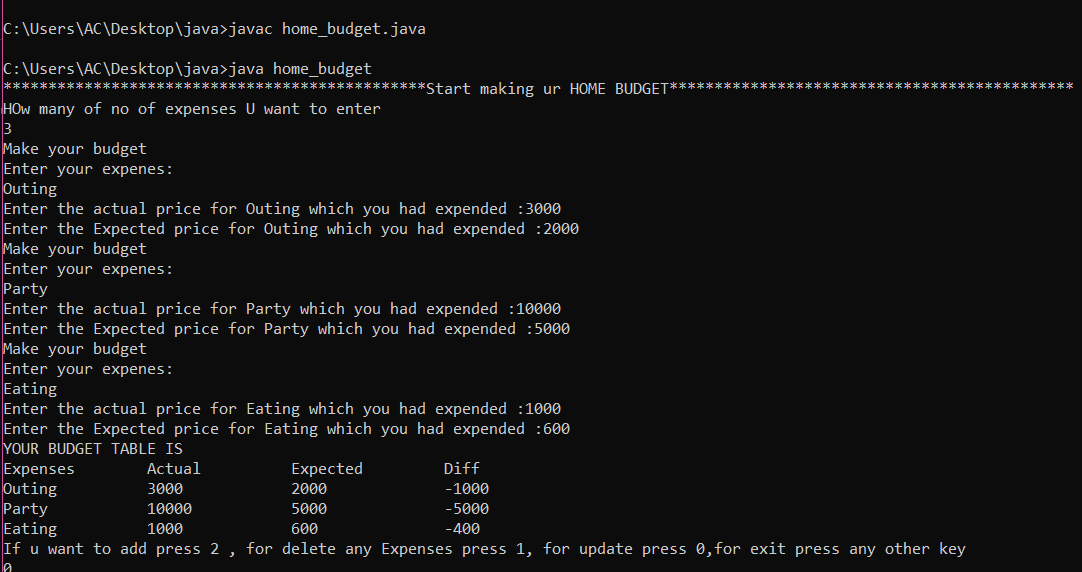 C:\Users\AC\Desktop\java>javac home_budget.java
C:\Users\AC\Desktop\java>java home_budget
***********************************************Start making ur HOME BUDGET*********************************************
HOw many of no of expenses U want to enter
3
Make your budget
Enter your expenes:
Outing
Enter the actual price for Outing which you had expended :3000
Enter the Expected price for Outing which you had expended :2000
Make your budget
Enter your expenes:
Party
Enter the actual price for Party which you had expended :10000
Enter the Expected price for Party which you had expended :5000
Make your budget
Enter your expenes:
Eating
Enter the actual price for Eating which you had expended :1000
Enter the Expected price for Eating which you had expended :600
YOUR BUDGET TABLE IS
Expenses Actual Expected Diff
Outing 3000 2000 -1000
Party 10000 5000 -5000
Eating 1000 600 -400
If u want to add press 2 , for delete any Expenses press 1, for update press 0,for exit press any other key
0